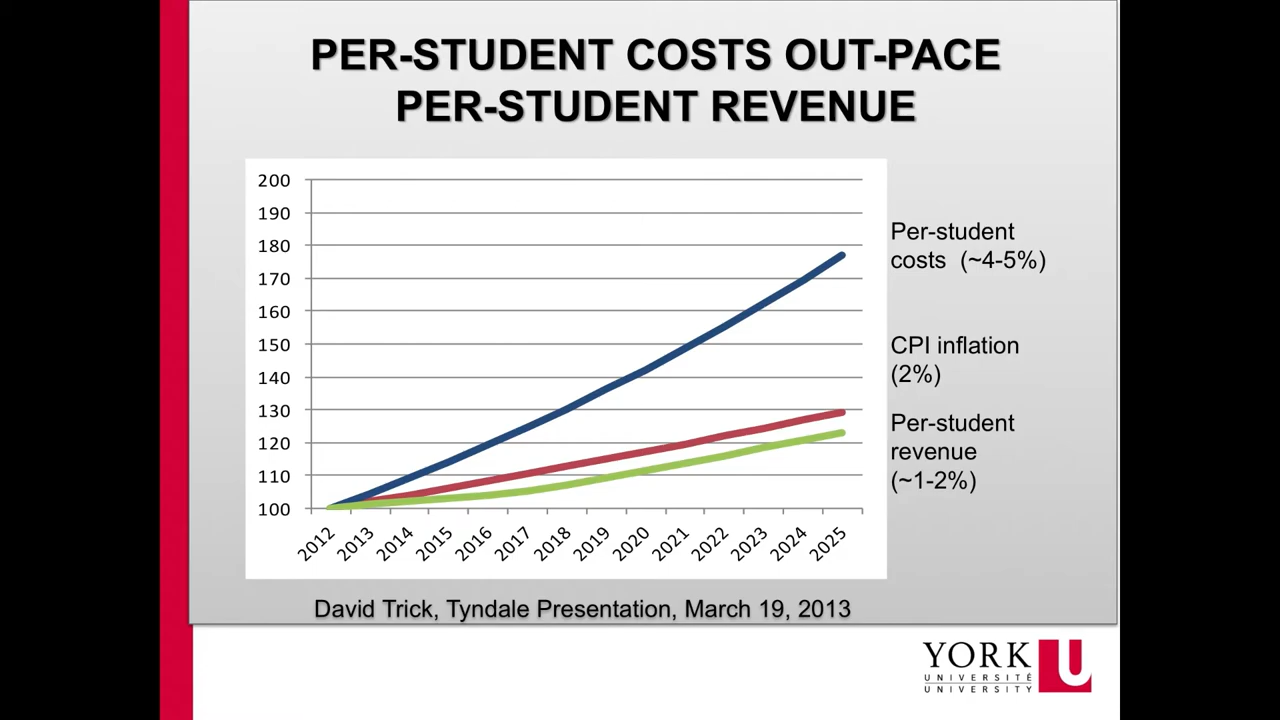 PER-STUDENT COSTS OUT-PACE
PER-STUDENT REVENUE
200
190
180
170
160
150
140
130
120
110
100
2012
2013
2014
2015
2016
2017
2018
2019
2020
2021
2022
2023
2024
2025
Per-student
costs (~4-5%)
CPI inflation
(2%)
Per-student
revenue
(~1-2%)
David Trick, Tyndale Presentation, March 19, 2013
YORK U
UNIVERSITÉ
UNIVERSITY